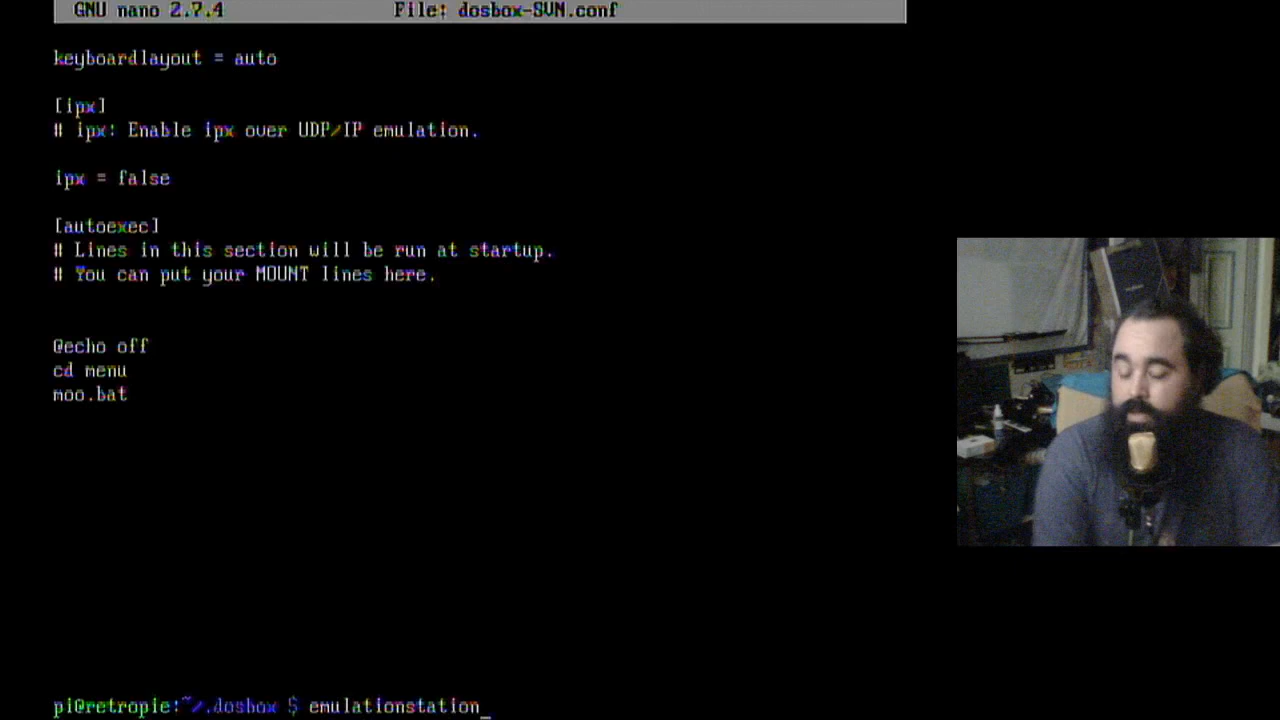 GNU nano 2.7.4 File: dosbox-SVN.conf
keyboardlayout = auto
[ipx]
# ipx: Enable ipx over UDP/IP emulation.
ipx = false
[autoexec]
# Lines in this section will be run at startup.
# You can put your MOUNT lines here.
@echo off
cd menu
moo.bat
pi@retropie:~/.dosbox $ emulationstation_